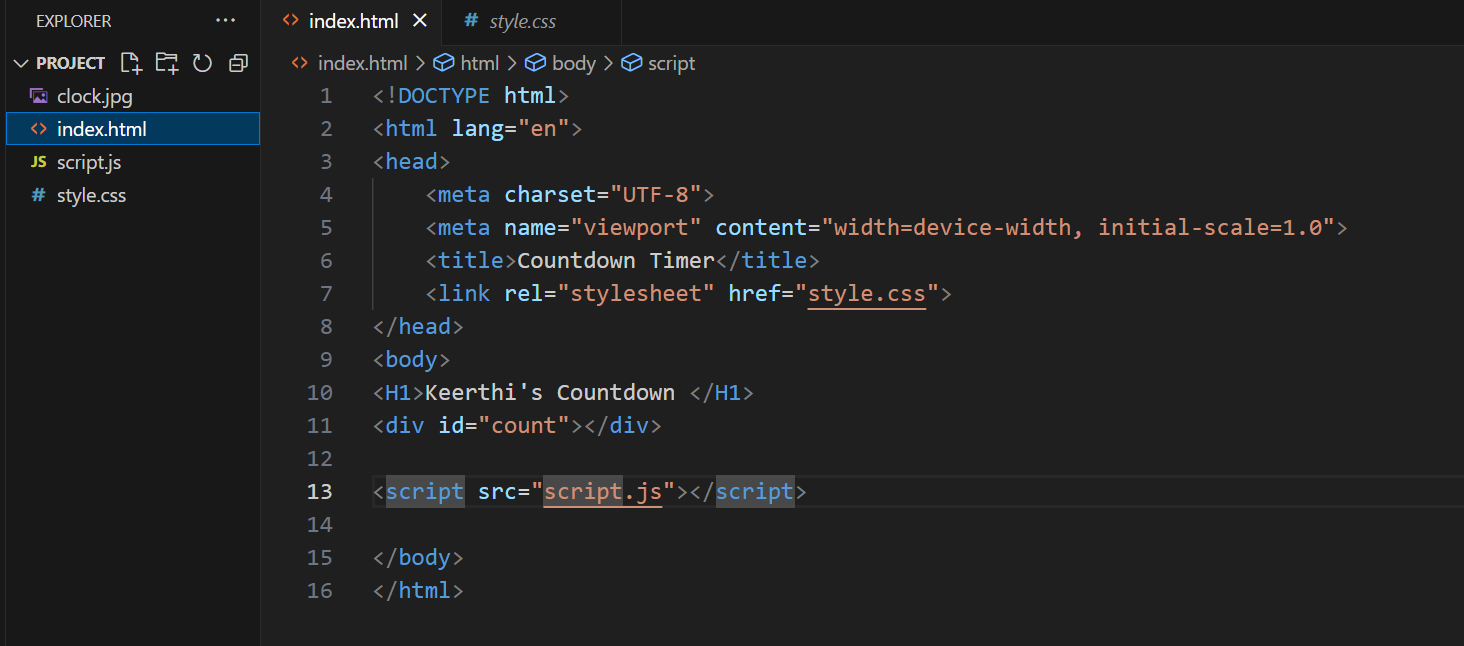 EXPLORER ...
index.html
# style.css
PROJECT
index.html > html > body > script
clock.jpg
index.html
JS script.js
# style.css
1 <!DOCTYPE html>
2 <html lang="en">
3 <head>
4 <meta charset="UTF-8">
5 <meta name="viewport" content="width=device-width, initial-scale=1.0">
6 <title>Countdown Timer</title>
7 <link rel="stylesheet" href="style.css">
8 </head>
9 <body>
10 <H1>Keerthi's Countdown </H1>
11 <div id="count"></div>
12
13 <script src="script.js"></script>
14
15 </body>
16 </html>